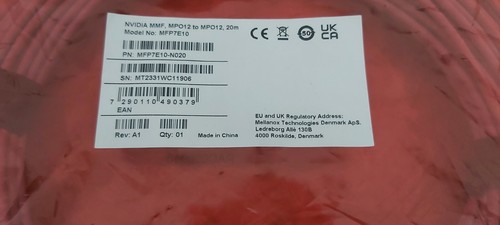 NVIDIA MMF, MPO12 to MPO12, 20m
Model No: MFP7E10
PN: MFP7E10-N020
SN: MT2331WC11906
7 290110 490379
EAN
Rev: A1 Qty: 01 Made in China
CE UK CA
50
EU and UK Regulatory Address:
Mellanox Technologies Denmark ApS.
Ledreborg Allé 130B
4000 Roskilde, Denmark